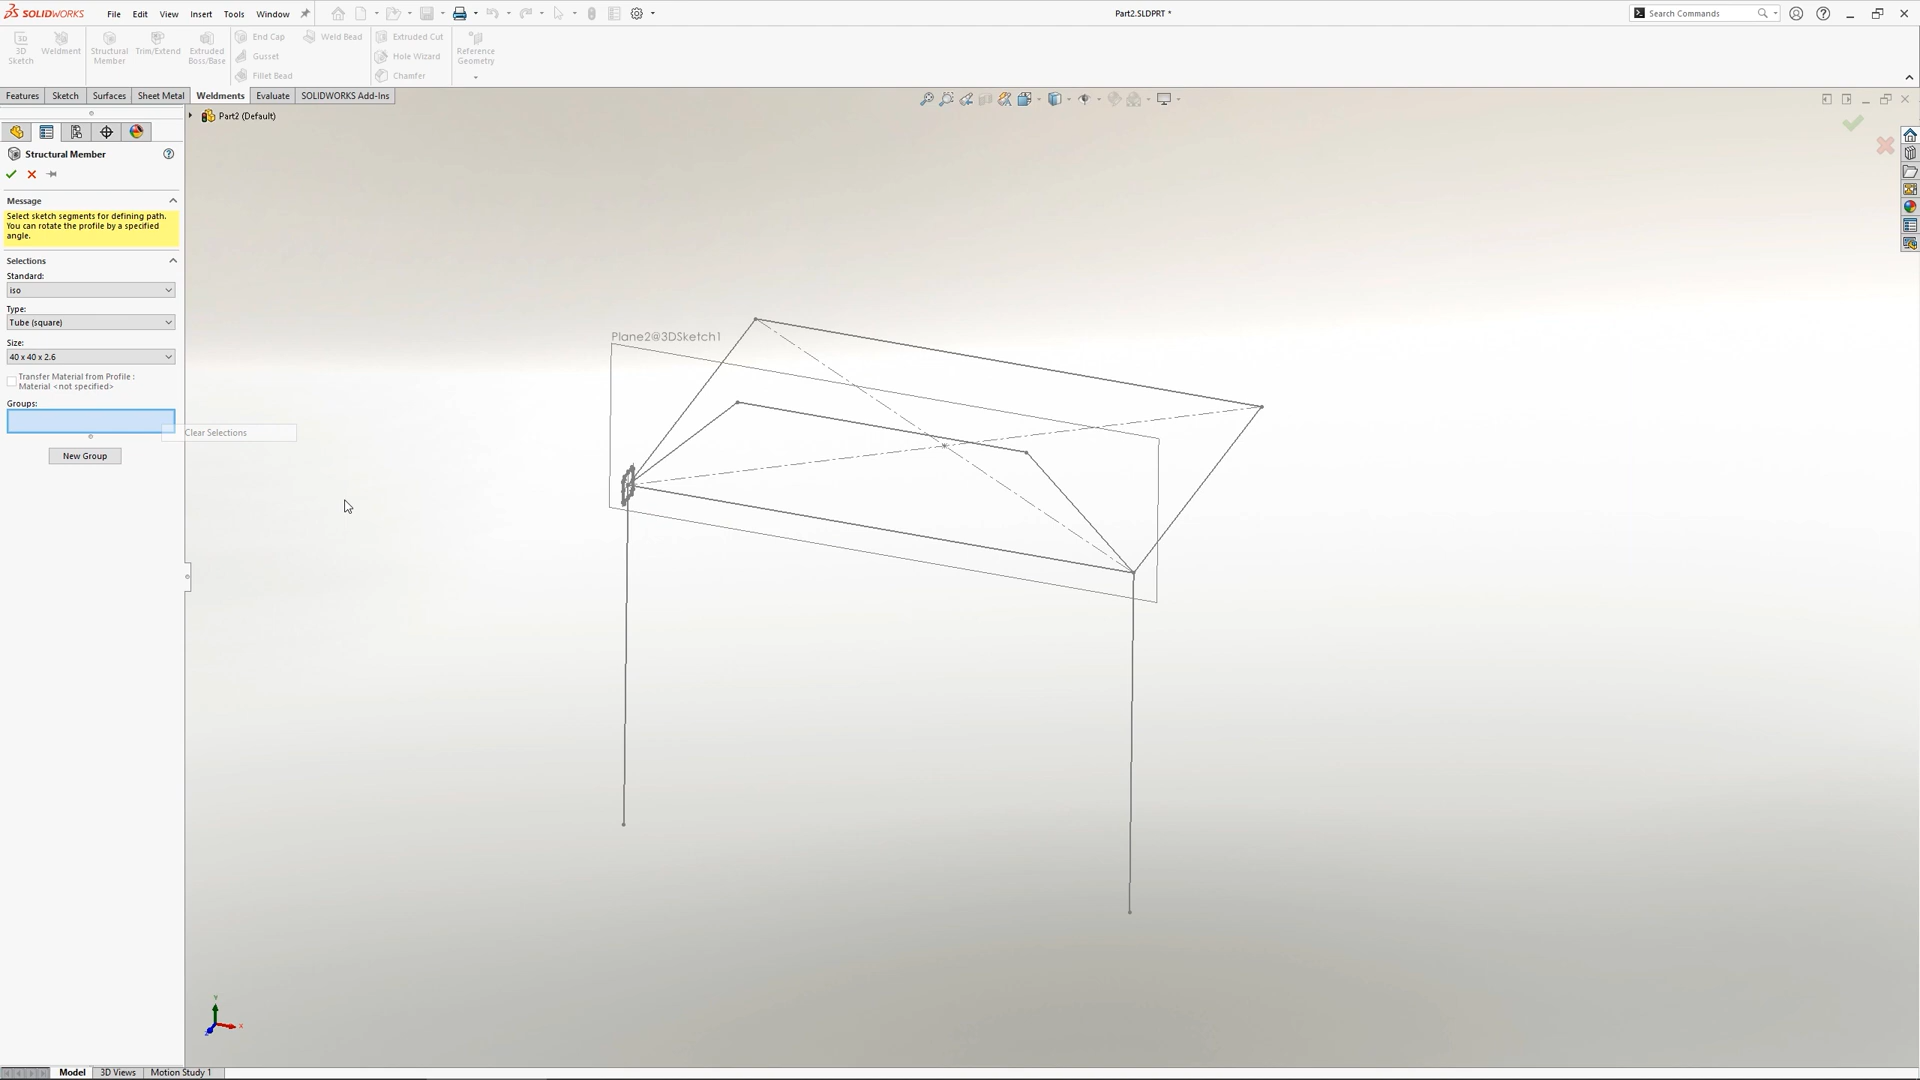 SOLIDWORKS File Edit View Insert Tools Window Part2.SLDPRT * Search Commands
3D Sketch Weldment Structural Member Trim/Extend Extruded Boss/Base End Cap Weld Bead Extruded Cut Reference Geometry
Gusset Hole Wizard
Fillet Bead Chamfer
Features Sketch Surfaces Sheet Metal Weldments Evaluate SOLIDWORKS Add-Ins
Part2 (Default)
Structural Member
Message
Select sketch segments for defining path.
You can rotate the profile by a specified
angle.
Selections
Standard:
iso
Type:
Tube (square)
Size:
40 x 40 x 2.6
Transfer Material from Profile :
Material <not specified>
Groups:
Clear Selections
New Group
Plane2@3DSketch1
Y
X
Model 3D Views Motion Study 1